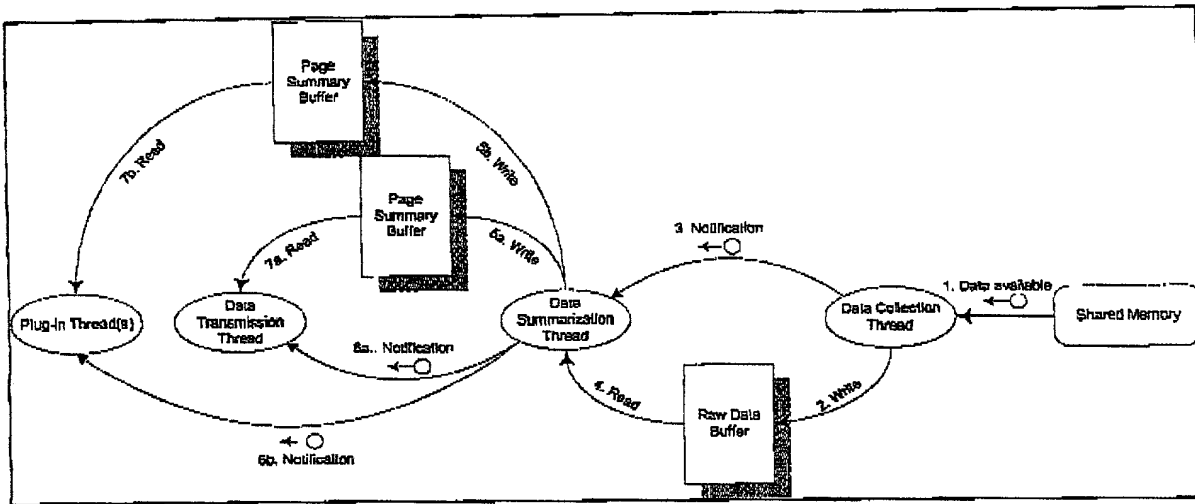 Page
Summary
Buffer
7b. Read
5b. Write
Page
Summary
Buffer
7a. Read
5a. Write
3. Notification
1. Data available
Plug-In Thread(s)
Data
Transmission
Thread
Data
Summarization
Thread
Data Collection
Thread
Shared Memory
6a.. Notification
4. Read
Raw Data
Buffer
2. Write
6b. Notification